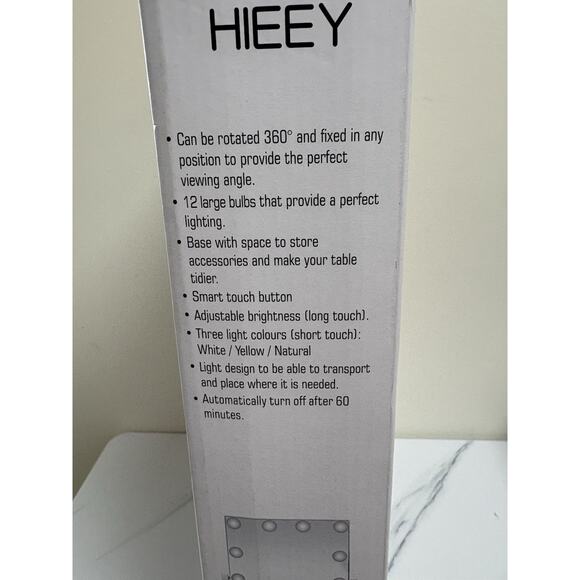 HIEEY
• Can be rotated 360° and fixed in any
position to provide the perfect
viewing angle.
• 12 large bulbs that provide a perfect
lighting.
• Base with space to store
accessories and make your table
tidier.
• Smart touch button
• Adjustable brightness (long touch).
• Three light colours (short touch):
White / Yellow / Natural
• Light design to be able to transport
and place where it is needed.
• Automatically turn off after 60
minutes.